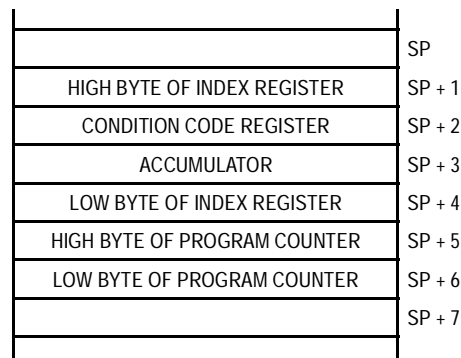 SP
HIGH BYTE OF INDEX REGISTER SP + 1
CONDITION CODE REGISTER SP + 2
ACCUMULATOR SP + 3
LOW BYTE OF INDEX REGISTER SP + 4
HIGH BYTE OF PROGRAM COUNTER SP + 5
LOW BYTE OF PROGRAM COUNTER SP + 6
SP + 7